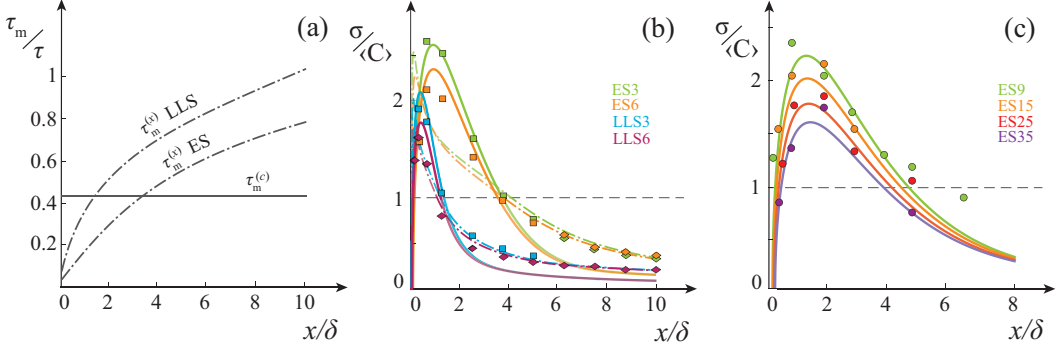 τm/τ
(a)
1
0.8
0.6
0.4
0.2
τm(s) LLS
τm(s) ES
τm(c)
0 2 4 6 8 10
x/δ
σ/⟨C⟩
(b)
2
1
0
ES3
ES6
LLS3
LLS6
0 2 4 6 8 10
x/δ
σ/⟨C⟩
(c)
2
1
0
ES9
ES15
ES25
ES35
0 2 4 6 8
x/δ